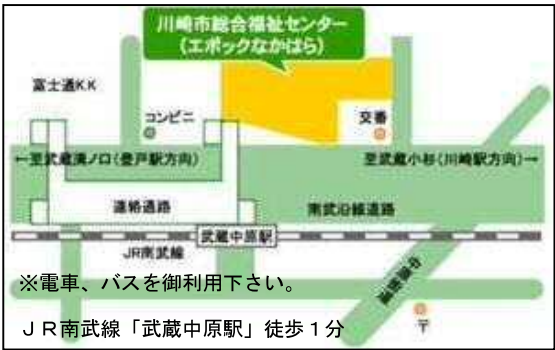 川崎市総合福祉センター
(エポックなかはら)
富士通K.K
コンビニ
交番
←至武蔵溝ノ口(登戸駅方向)
至武蔵小杉(川崎駅方向)→
連絡通路
南武沿線道路
武蔵中原駅
JR南武線
中原街道
※電車、バスを御利用下さい。
〒
JR南武線「武蔵中原駅」徒歩1分